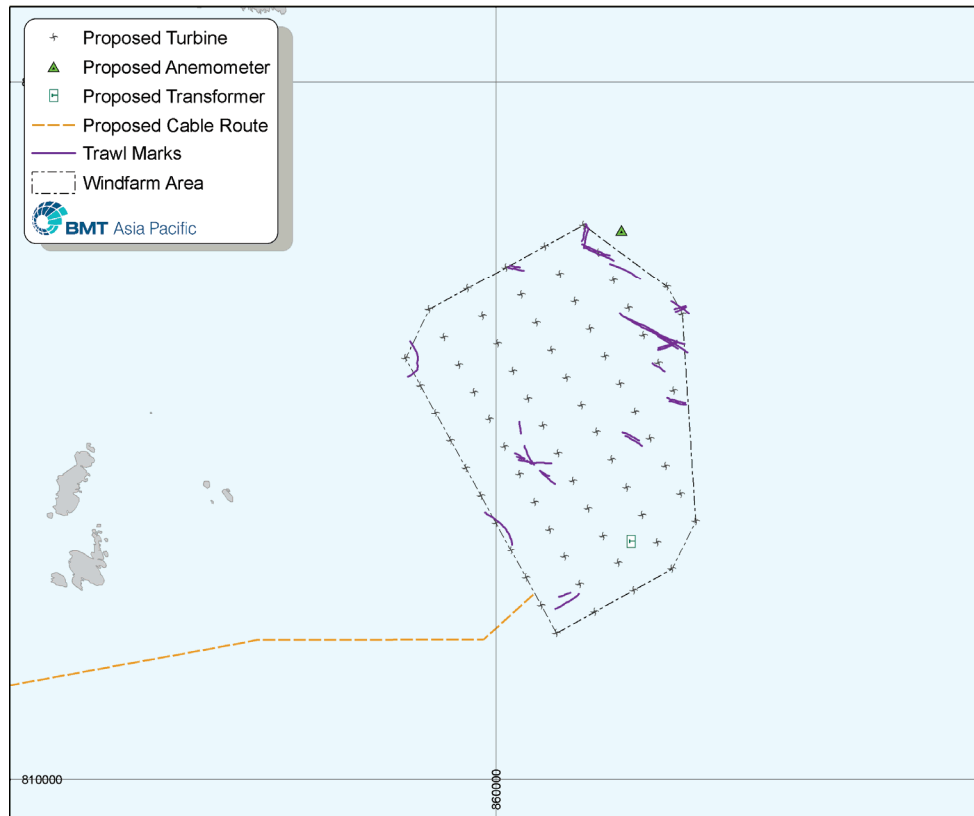 Proposed Turbine
Proposed Anemometer
Proposed Transformer
Proposed Cable Route
Trawl Marks
Windfarm Area
BMT Asia Pacific
810000
860000